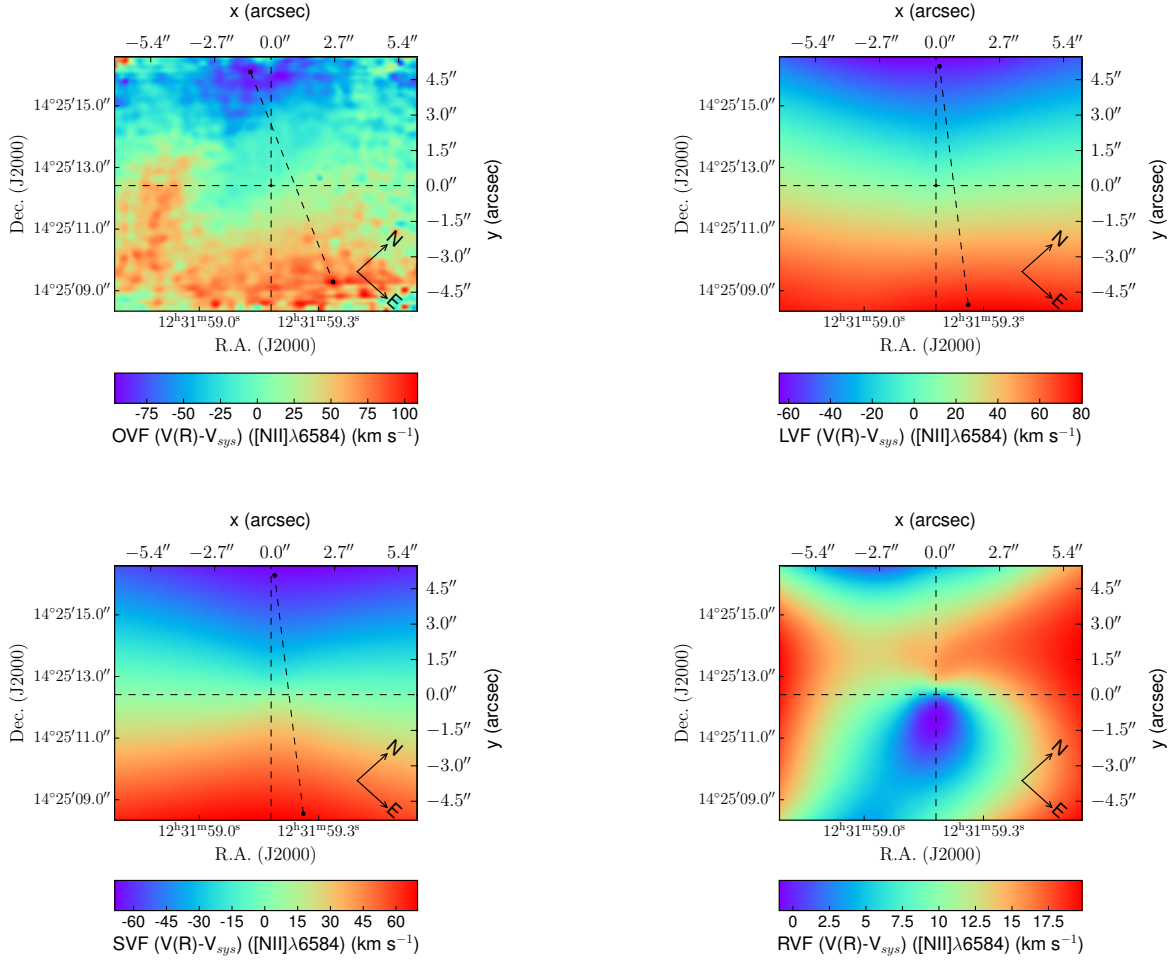 x (arcsec)
−5.4″ −2.7″ 0.0″ 2.7″ 5.4″
14°25′15.0″
14°25′13.0″
14°25′11.0″
14°25′09.0″
Dec. (J2000)
4.5″
3.0″
1.5″
0.0″
−1.5″
−3.0″
−4.5″
y (arcsec)
N
E
12ʰ31ᵐ59.0ˢ 12ʰ31ᵐ59.3ˢ
R.A. (J2000)
−75 −50 −25 0 25 50 75 100
OVF (V(R)-V_sys) ([NII]λ6584) (km s⁻¹)
x (arcsec)
−5.4″ −2.7″ 0.0″ 2.7″ 5.4″
14°25′15.0″
14°25′13.0″
14°25′11.0″
14°25′09.0″
Dec. (J2000)
4.5″
3.0″
1.5″
0.0″
−1.5″
−3.0″
−4.5″
y (arcsec)
N
E
12ʰ31ᵐ59.0ˢ 12ʰ31ᵐ59.3ˢ
R.A. (J2000)
-60 -40 -20 0 20 40 60 80
LVF (V(R)-V_sys) ([NII]λ6584) (km s⁻¹)
x (arcsec)
−5.4″ −2.7″ 0.0″ 2.7″ 5.4″
14°25′15.0″
14°25′13.0″
14°25′11.0″
14°25′09.0″
Dec. (J2000)
4.5″
3.0″
1.5″
0.0″
−1.5″
−3.0″
−4.5″
y (arcsec)
N
E
12ʰ31ᵐ59.0ˢ 12ʰ31ᵐ59.3ˢ
R.A. (J2000)
-60 -45 -30 -15 0 15 30 45 60
SVF (V(R)-V_sys) ([NII]λ6584) (km s⁻¹)
x (arcsec)
−5.4″ −2.7″ 0.0″ 2.7″ 5.4″
14°25′15.0″
14°25′13.0″
14°25′11.0″
14°25′09.0″
Dec. (J2000)
4.5″
3.0″
1.5″
0.0″
−1.5″
−3.0″
−4.5″
y (arcsec)
N
E
12ʰ31ᵐ59.0ˢ 12ʰ31ᵐ59.3ˢ
R.A. (J2000)
0 2.5 5 7.5 10 12.5 15 17.5
RVF (V(R)-V_sys) ([NII]λ6584) (km s⁻¹)